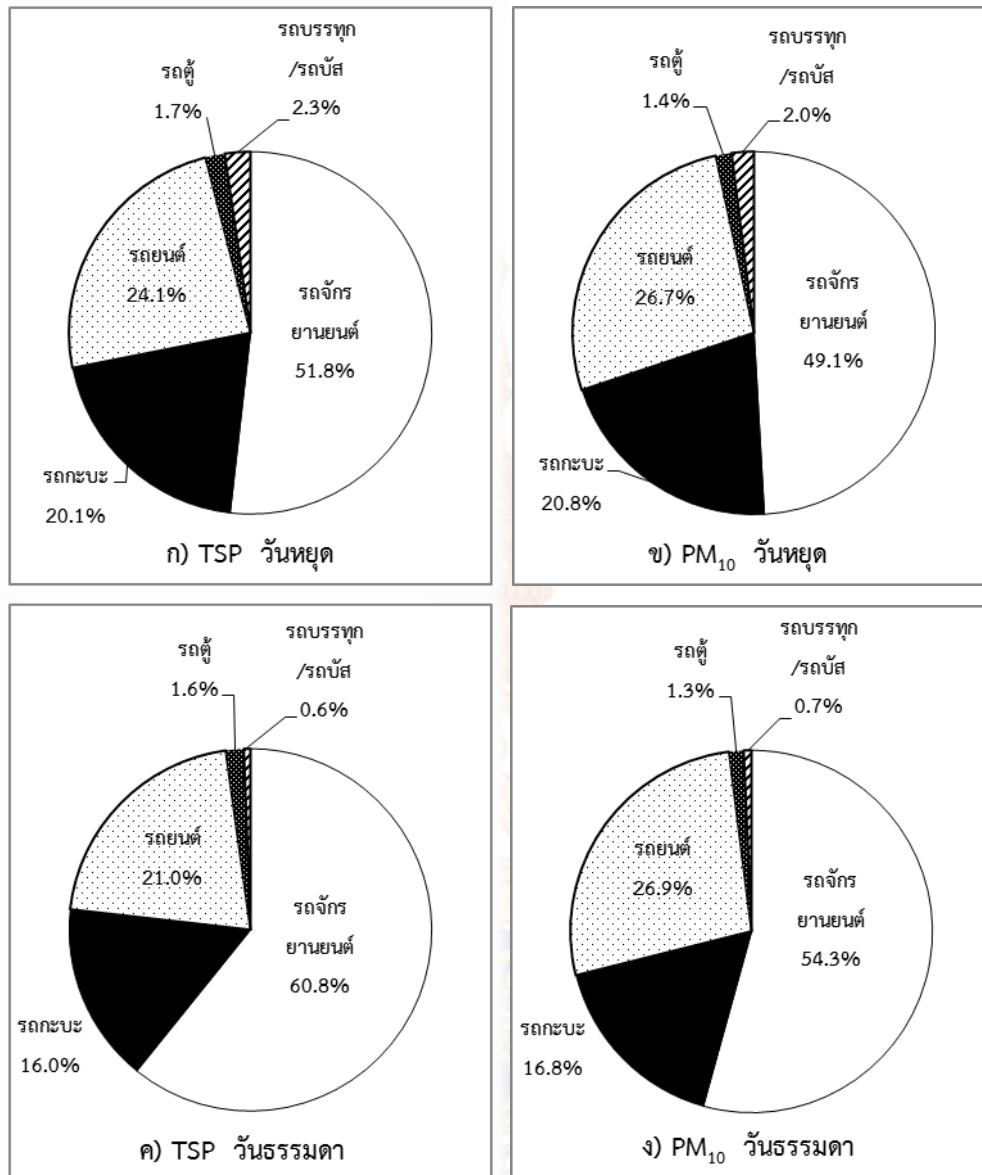 รถบรรทุก
/รถบัส
2.3%
รถตู้
1.7%
รถยนต์
24.1%
รถจักร
ยานยนต์
51.8%
รถกะบะ
20.1%
ก) TSP วันหยุด
รถบรรทุก
/รถบัส
2.0%
รถตู้
1.4%
รถยนต์
26.7%
รถจักร
ยานยนต์
49.1%
รถกะบะ
20.8%
ข) PM₁₀ วันหยุด
รถบรรทุก
/รถบัส
0.6%
รถตู้
1.6%
รถยนต์
21.0%
รถจักร
ยานยนต์
60.8%
รถกะบะ
16.0%
ค) TSP วันธรรมดา
รถบรรทุก
/รถบัส
0.7%
รถตู้
1.3%
รถยนต์
26.9%
รถจักร
ยานยนต์
54.3%
รถกะบะ
16.8%
ง) PM₁₀ วันธรรมดา